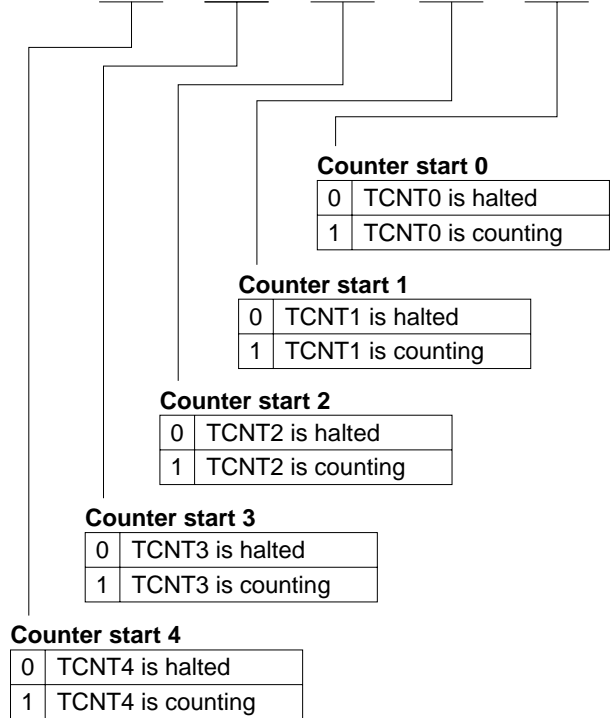 Counter start 0
0 TCNT0 is halted
1 TCNT0 is counting
Counter start 1
0 TCNT1 is halted
1 TCNT1 is counting
Counter start 2
0 TCNT2 is halted
1 TCNT2 is counting
Counter start 3
0 TCNT3 is halted
1 TCNT3 is counting
Counter start 4
0 TCNT4 is halted
1 TCNT4 is counting